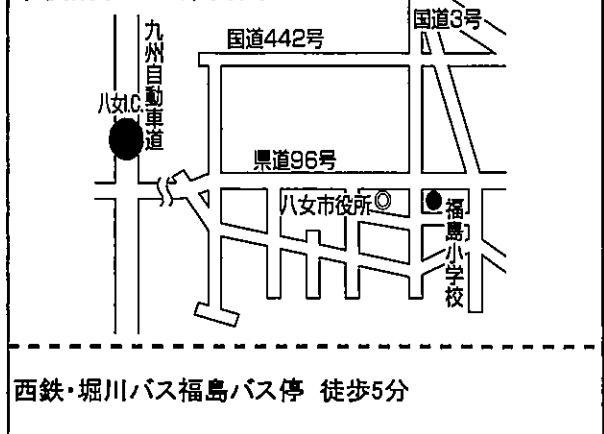 国道3号
国道442号
九州自動車道
八女I.C.
県道96号
八女市役所
福島小学校
西鉄・堀川バス福島バス停 徒歩5分